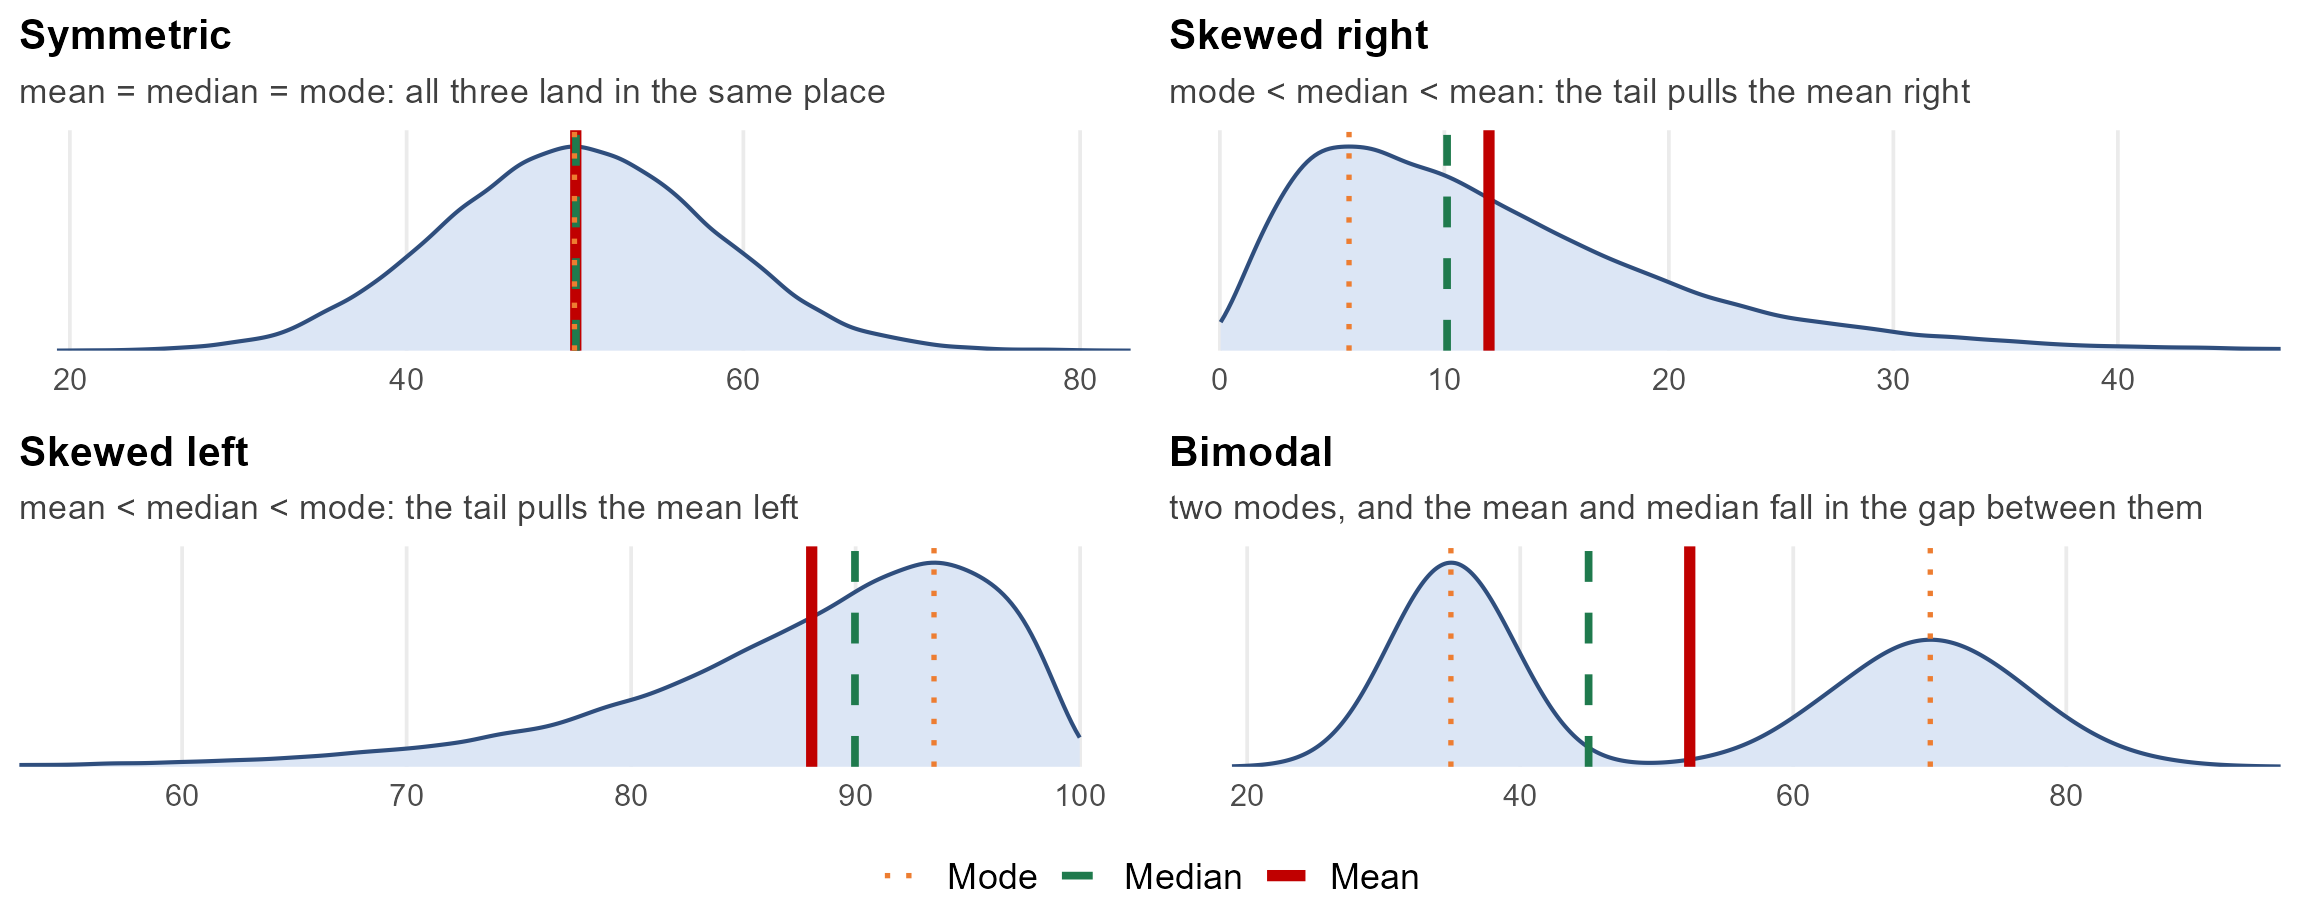 Symmetric
mean = median = mode: all three land in the same place
20 40 60 80
Skewed right
mode < median < mean: the tail pulls the mean right
0 10 20 30 40
Skewed left
mean < median < mode: the tail pulls the mean left
60 70 80 90 100
Bimodal
two modes, and the mean and median fall in the gap between them
20 40 60 80
Mode Median Mean